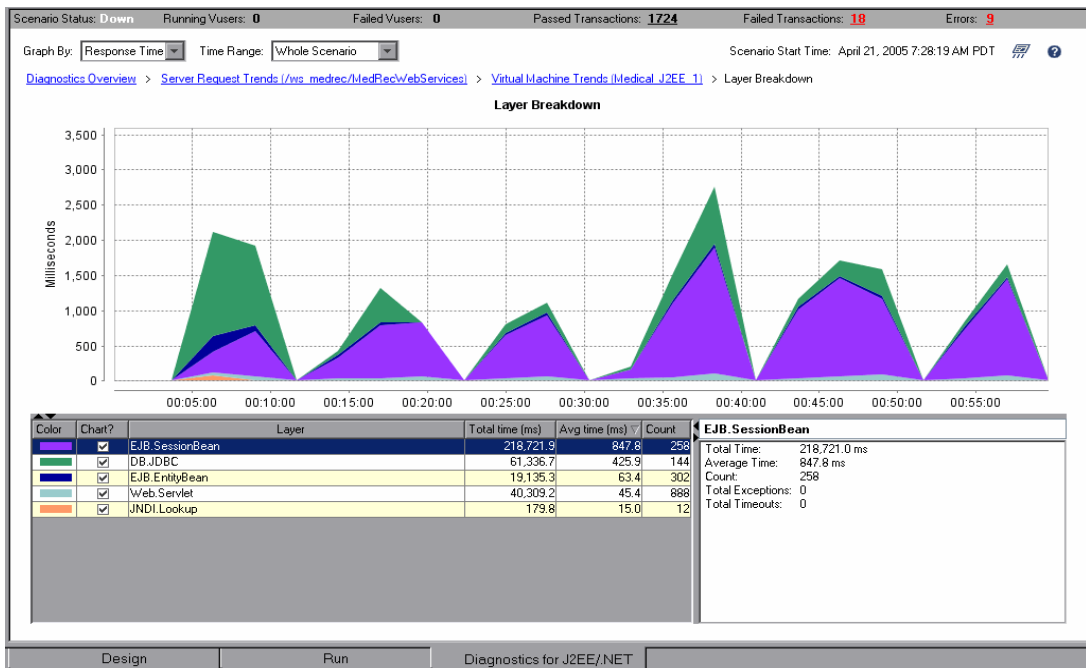 Scenario Status: Down Running Vusers: 0 Failed Vusers: 0 Passed Transactions: 1724 Failed Transactions: 18 Errors: 9
Graph By: Response Time Time Range: Whole Scenario Scenario Start Time: April 21, 2005 7:28:19 AM PDT ?
Diagnostics Overview > Server Request Trends (/ws_medrec/MedRecWebServices) > Virtual Machine Trends (Medical_J2EE_1) > Layer Breakdown
Layer Breakdown
3,500
3,000
2,500
2,000
1,500
1,000
500
0
Milliseconds
00:05:00 00:10:00 00:15:00 00:20:00 00:25:00 00:30:00 00:35:00 00:40:00 00:45:00 00:50:00 00:55:00
Color Chart? Layer Total time (ms) Avg time (ms) Count
EJB.SessionBean 218,721.9 847.8 258
DB.JDBC 61,336.7 425.9 144
EJB.EntityBean 19,135.3 63.4 302
Web.Servlet 40,309.2 45.4 888
JNDI.Lookup 179.8 15.0 12
EJB.SessionBean
Total Time: 218,721.0 ms
Average Time: 847.8 ms
Count: 258
Total Exceptions: 0
Total Timeouts: 0
Design Run Diagnostics for J2EE/.NET